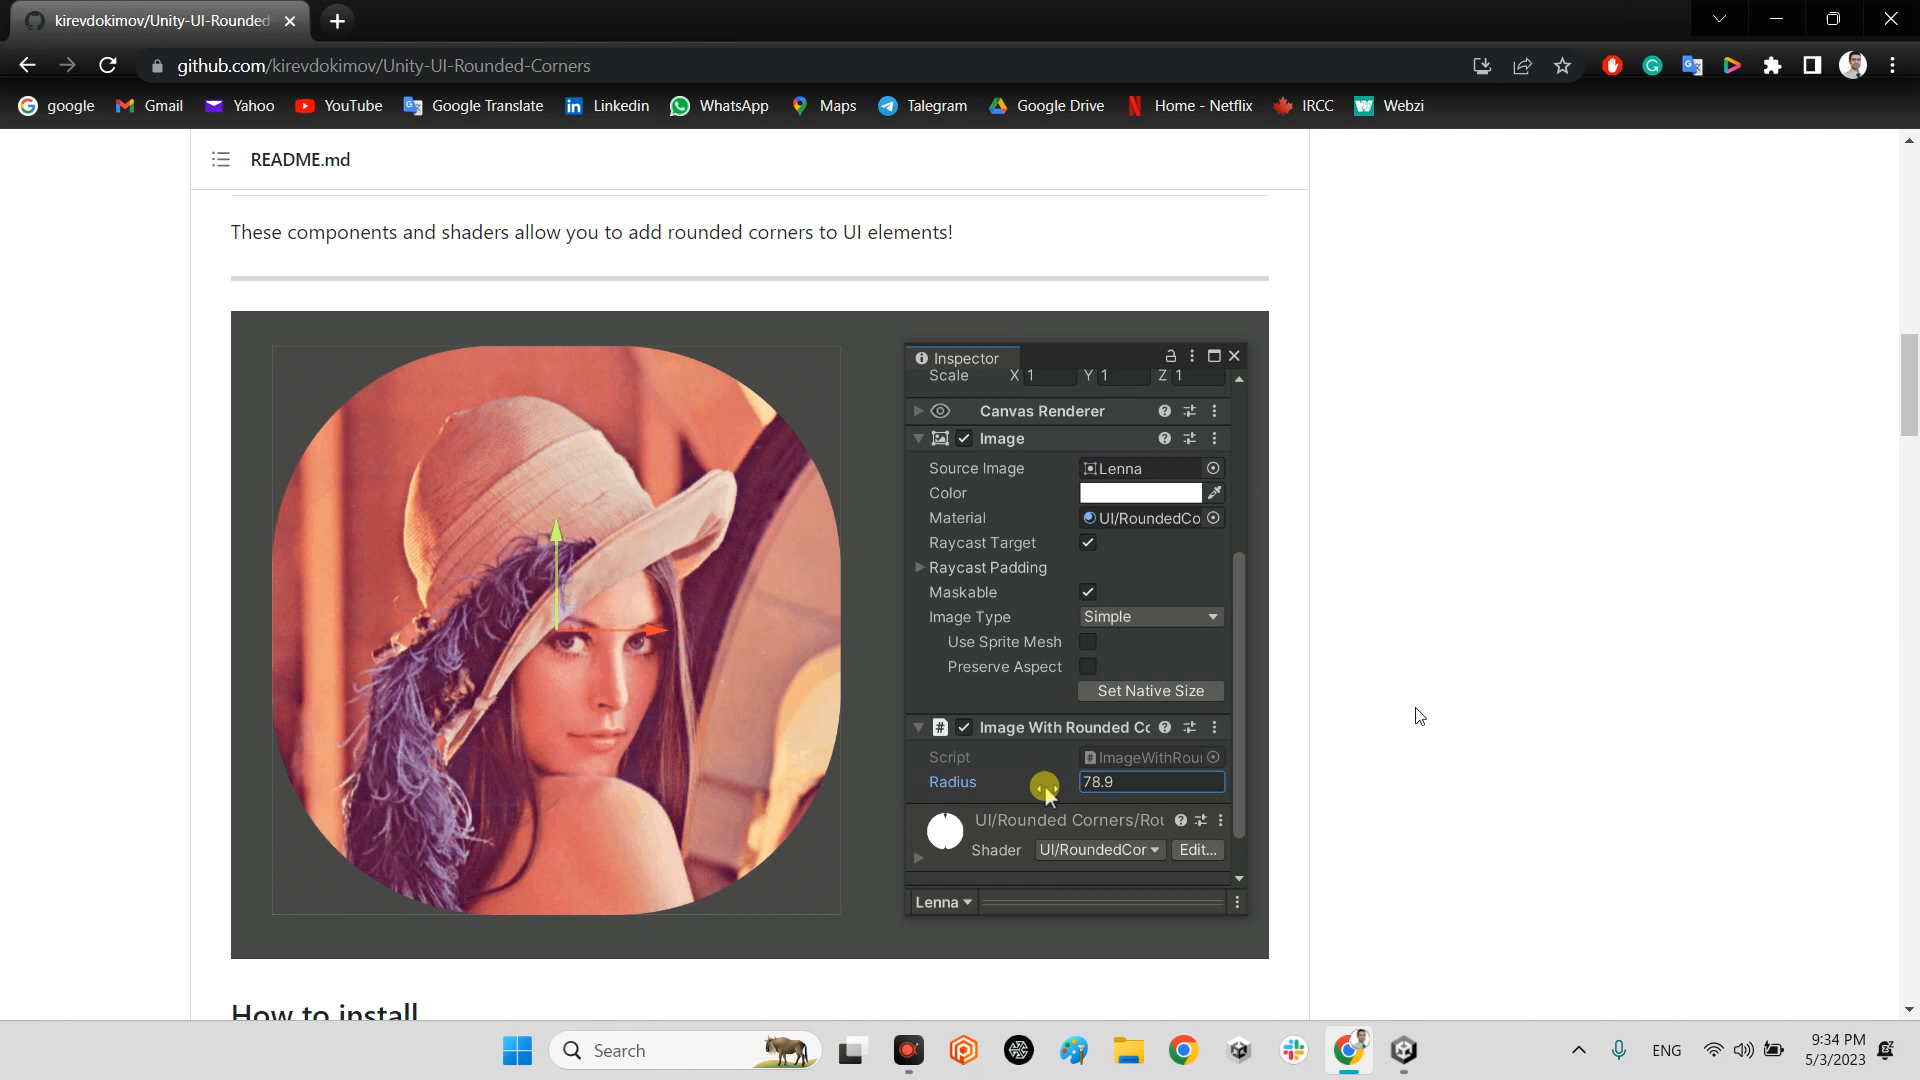 kirevdokimov/Unity-UI-Rounded
github.com/kirevdokimov/Unity-UI-Rounded-Corners
google Gmail Yahoo YouTube Google Translate Linkedin WhatsApp Maps Talegram Google Drive Home - Netflix IRCC Webzi
README.md
These components and shaders allow you to add rounded corners to UI elements!
Inspector
Scale X 1 Y 1 Z 1
Canvas Renderer
Image
Source Image Lenna
Color
Material UI/RoundedCo
Raycast Target
Raycast Padding
Maskable
Image Type Simple
Use Sprite Mesh
Preserve Aspect
Set Native Size
Image With Rounded Cc
Script ImageWithRou
Radius 78.9
UI/Rounded Corners/Rou
Shader UI/RoundedCor Edit...
Lenna
How to install
Search ENG 9:34 PM
5/3/2023